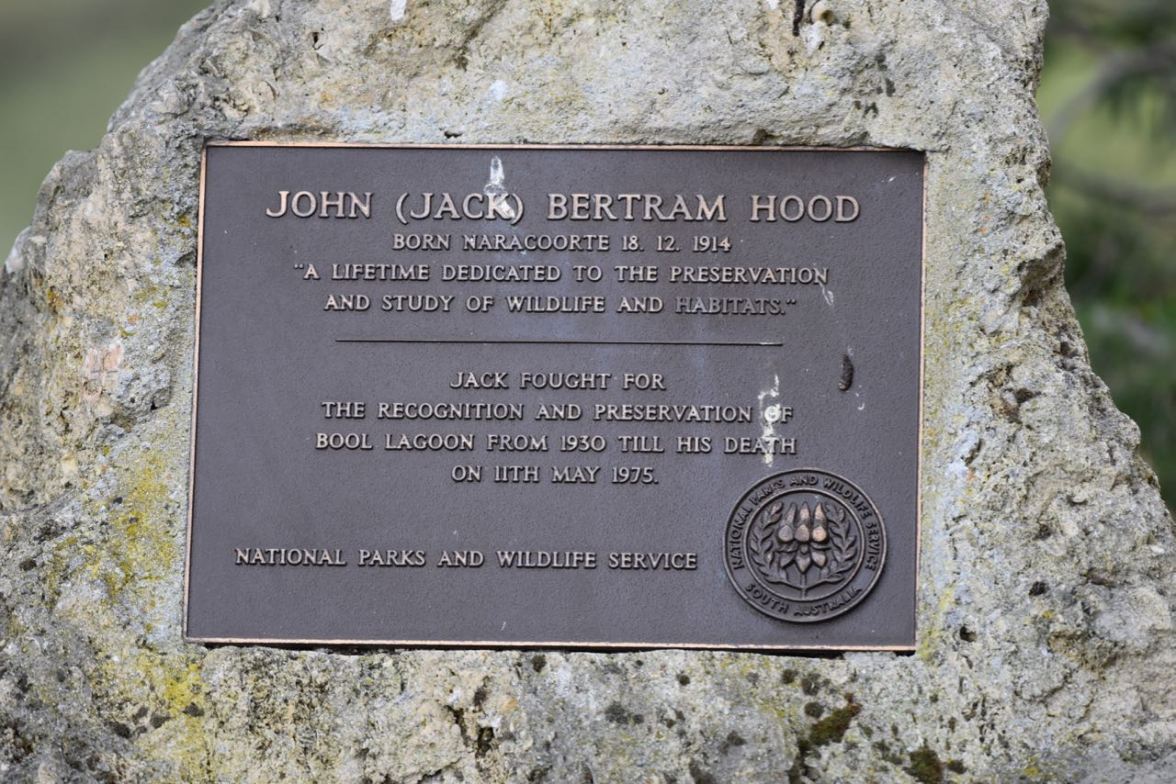 JOHN (JACK) BERTRAM HOOD
BORN NARACOORTE 18. 12. 1914
"A LIFETIME DEDICATED TO THE PRESERVATION
AND STUDY OF WILDLIFE AND HABITATS."
JACK FOUGHT FOR
THE RECOGNITION AND PRESERVATION OF
BOOL LAGOON FROM 1930 TILL HIS DEATH
ON 11TH MAY 1975.
NATIONAL PARKS AND WILDLIFE SERVICE
NATIONAL PARKS AND WILDLIFE SERVICE
SOUTH AUSTRALIA